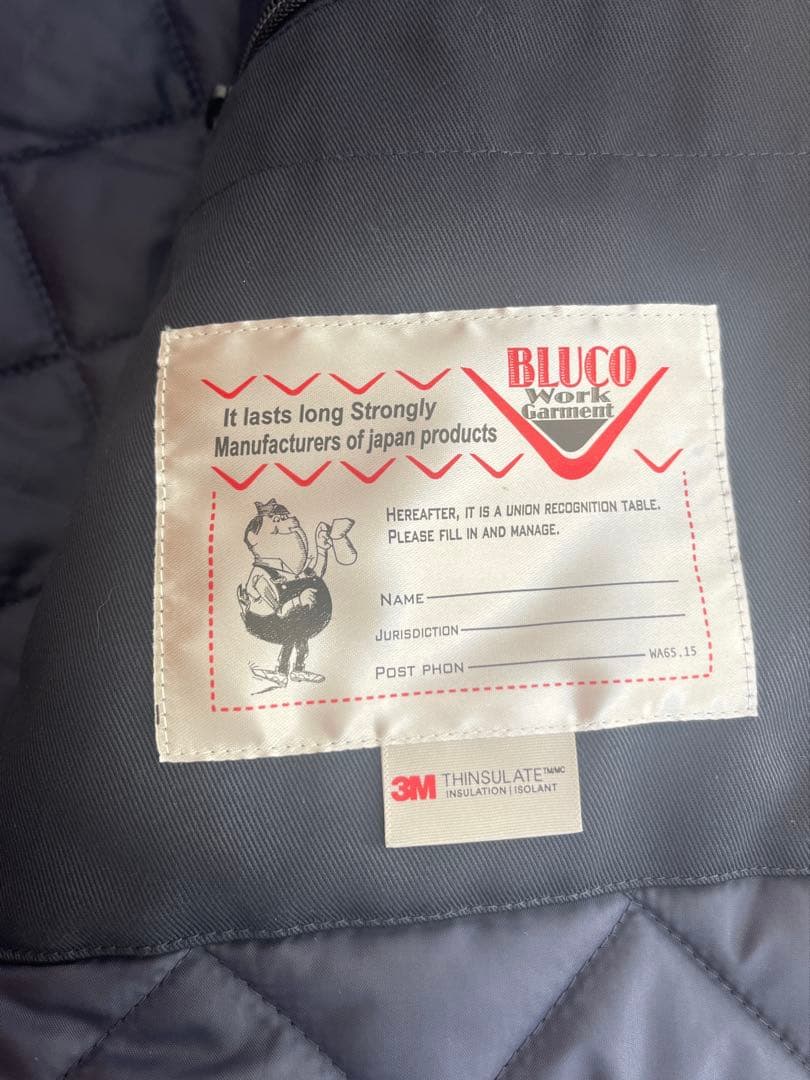 BLUCO
Work
Garment
It lasts long Strongly
Manufacturers of japan products
HEREAFTER, IT IS A UNION RECOGNITION TABLE.
PLEASE FILL IN AND MANAGE.
NAME
JURISDICTION
POST PHON
WA65.15
3M THINSULATE™/MC
INSULATION | ISOLANT